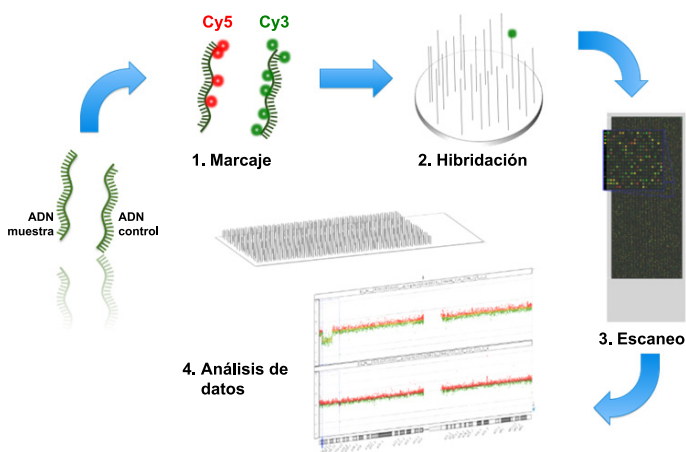 Cy5 Cy3
1. Marcaje
2. Hibridación
ADN
muestra
ADN
control
3. Escaneo
4. Análisis de
datos